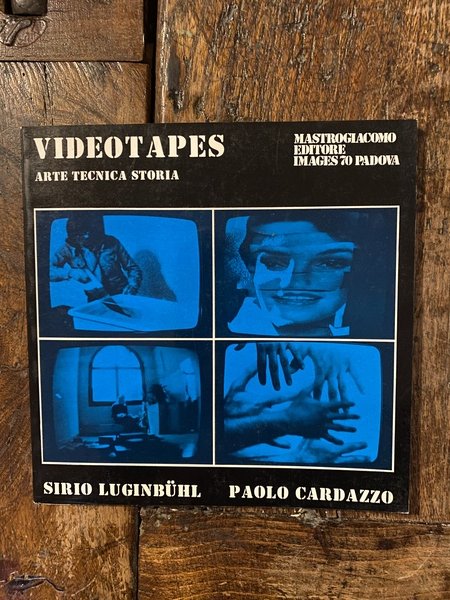 VIDEOTAPES
ARTE TECNICA STORIA
MASTROGIACOMO
EDITORE
IMAGES 70 PADOVA
SIRIO LUGINBÜHL
PAOLO CARDAZZO